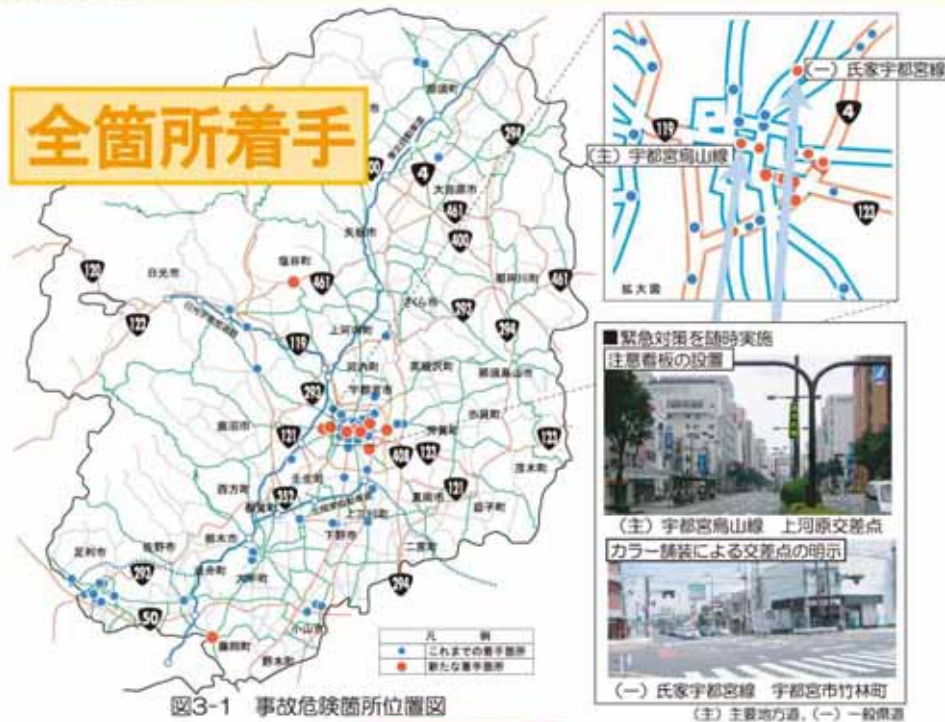 全箇所着手
那須町
294
4
大田原市
461
400
矢板市
塩谷町
461
日光市
120
122
那珂川町
461
さくら市
293
294
上河内町
119
河内町
高根沢町
那須烏山市
宇都宮市
293
鹿沼市
121
芳賀町
市貝町
408
123
123
茂木町
西方町
壬生町
352
真岡市
121
益子町
上三川町
下野市
二宮町
栃木市
佐野市
足利市
293
岩舟町
大平町
294
50
小山市
藤岡町
野木町
凡 例
これまでの着手箇所
新たな着手箇所
図3-1 事故危険箇所位置図
(一)氏家宇都宮線
4
119
(主)宇都宮烏山線
123
拡大図
■緊急対策を随時実施
注意看板の設置
(主)宇都宮烏山線 上河原交差点
カラー舗装による交差点の明示
(一)氏家宇都宮線 宇都宮市竹林町
(主)主要地方道、(一)一般県道